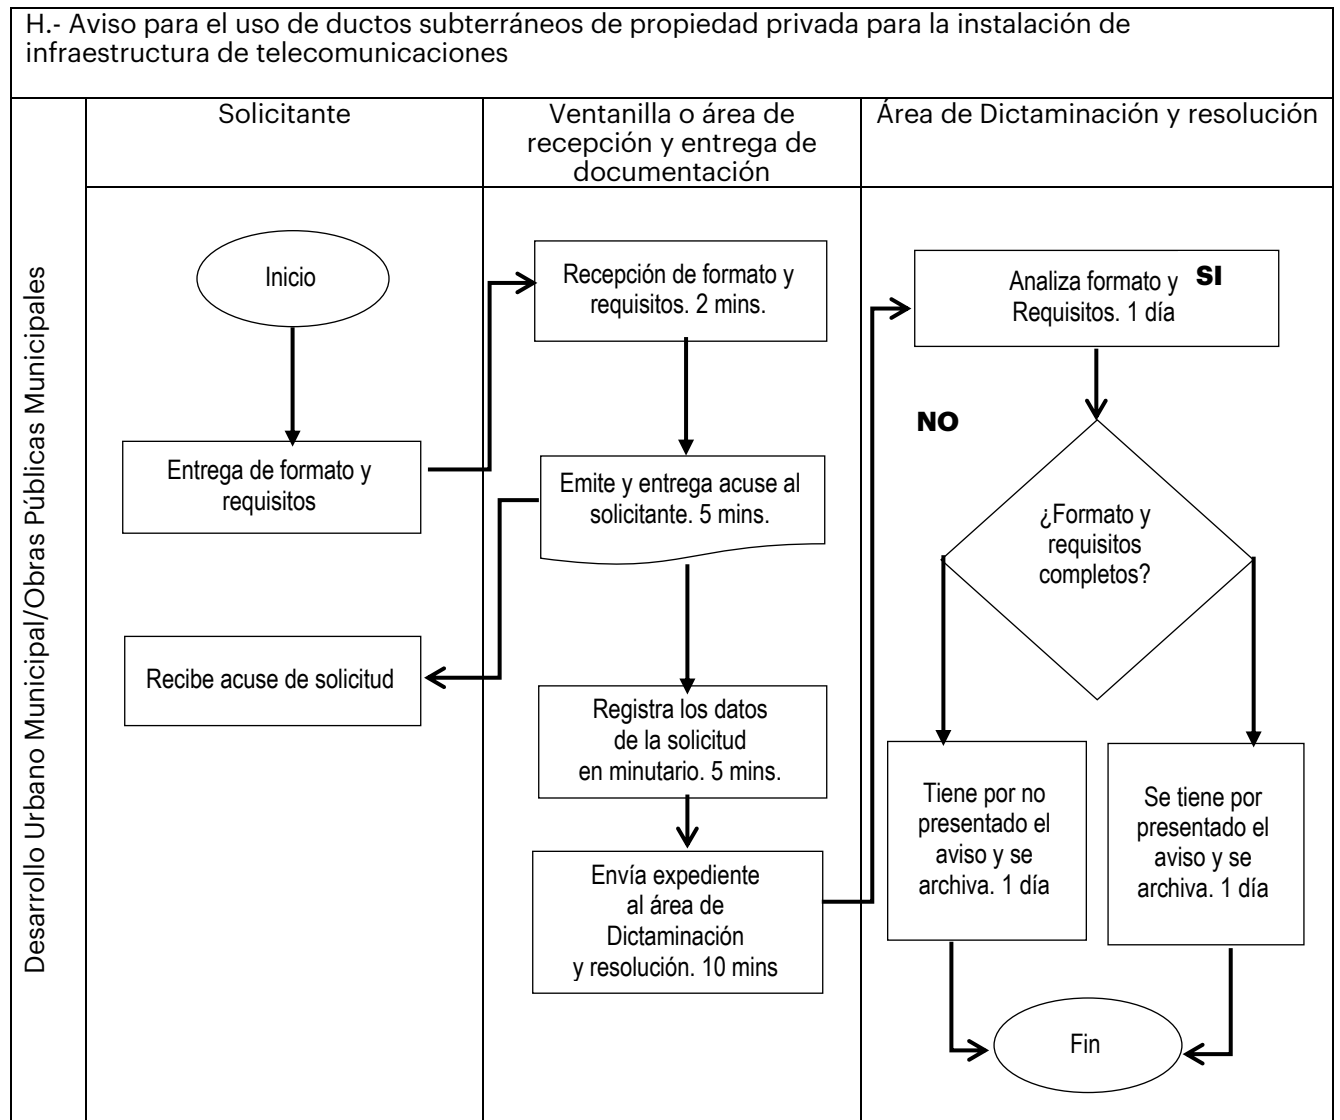 H.- Aviso para el uso de ductos subterráneos de propiedad privada para la instalación de
infraestructura de telecomunicaciones
Desarrollo Urbano Municipal/Obras Públicas Municipales
Solicitante
Ventanilla o área de
recepción y entrega de
documentación
Área de Dictaminación y resolución
Inicio
Entrega de formato y
requisitos
Recibe acuse de solicitud
Recepción de formato y
requisitos. 2 mins.
Emite y entrega acuse al
solicitante. 5 mins.
Registra los datos
de la solicitud
en minutario. 5 mins.
Envía expediente
al área de
Dictaminación
y resolución. 10 mins
Analiza formato y
Requisitos. 1 día
SI
NO
¿Formato y
requisitos
completos?
Tiene por no
presentado el
aviso y se
archiva. 1 día
Se tiene por
presentado el
aviso y se
archiva. 1 día
Fin